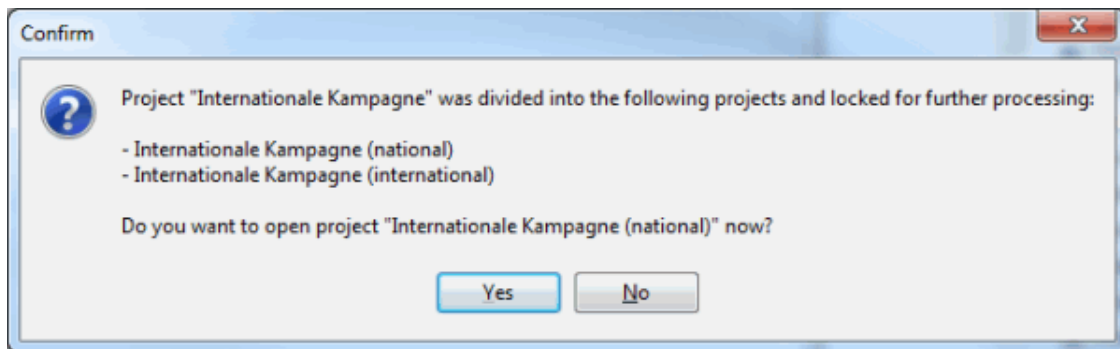 Confirm
Project "Internationale Kampagne" was divided into the following projects and locked for further processing:
- Internationale Kampagne (national)
- Internationale Kampagne (international)
Do you want to open project "Internationale Kampagne (national)" now?
Yes No